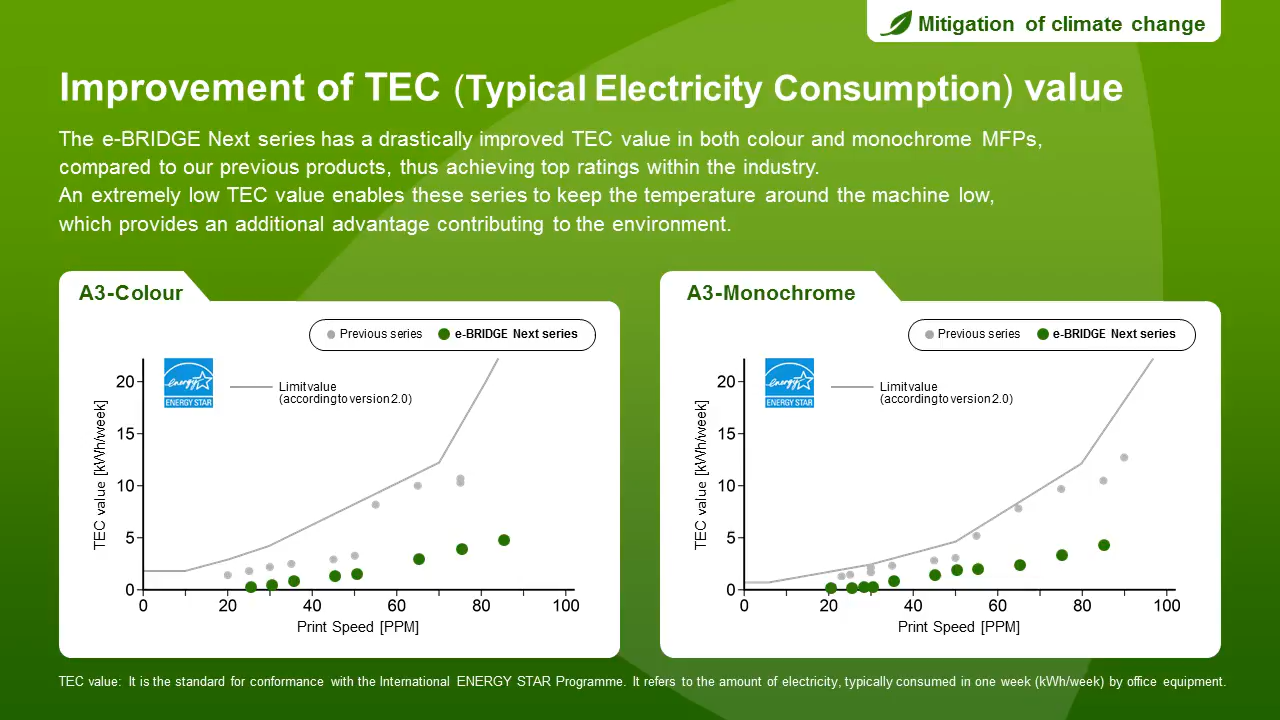 Mitigation of climate change
Improvement of TEC (Typical Electricity Consumption) value
The e-BRIDGE Next series has a drastically improved TEC value in both colour and monochrome MFPs,
compared to our previous products, thus achieving top ratings within the industry.
An extremely low TEC value enables these series to keep the temperature around the machine low,
which provides an additional advantage contributing to the environment.
A3-Colour
Previous series
e-BRIDGE Next series
energy
ENERGY STAR
Limit value
(according to version 2.0)
TEC value [kWh/week]
20
15
10
5
0
0 20 40 60 80 100
Print Speed [PPM]
A3-Monochrome
Previous series
e-BRIDGE Next series
energy
ENERGY STAR
Limit value
(according to version 2.0)
TEC value [kWh/week]
20
15
10
5
0
0 20 40 60 80 100
Print Speed [PPM]
TEC value: It is the standard for conformance with the International ENERGY STAR Programme. It refers to the amount of electricity, typically consumed in one week (kWh/week) by office equipment.